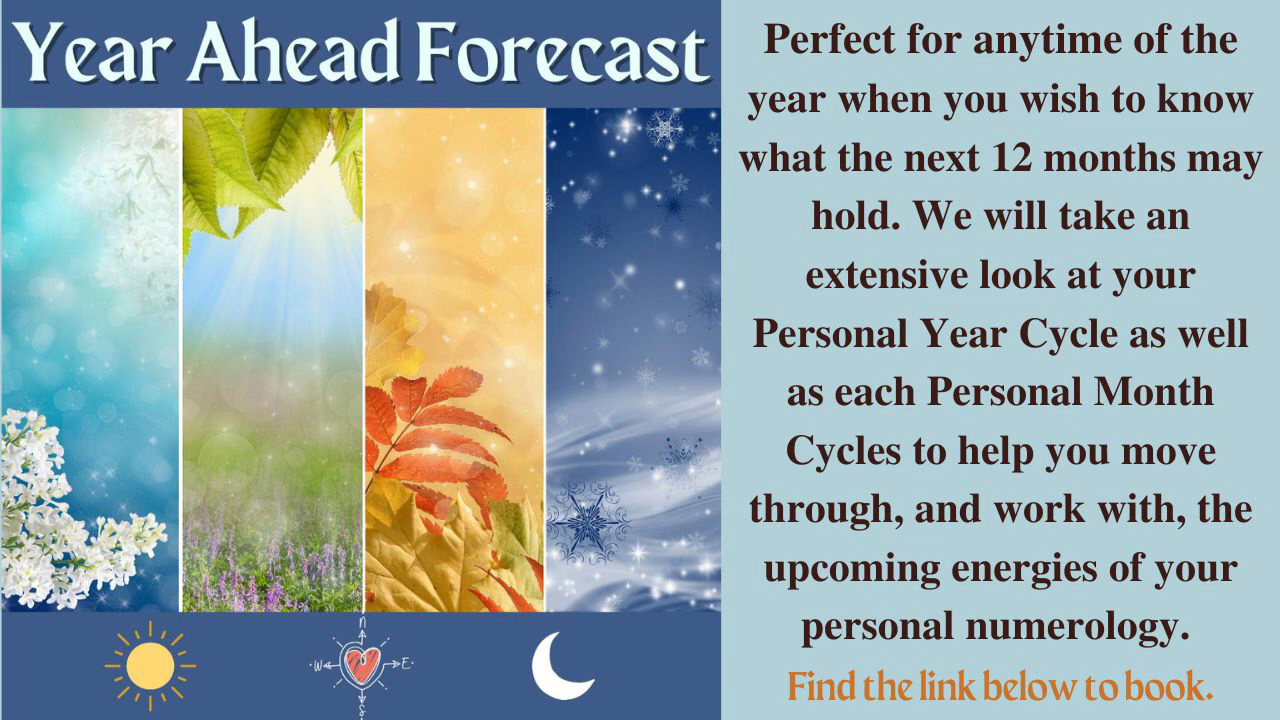 Year Ahead Forecast
Perfect for anytime of the
year when you wish to know
what the next 12 months may
hold. We will take an
extensive look at your
Personal Year Cycle as well
as each Personal Month
Cycles to help you move
through, and work with, the
upcoming energies of your
personal numerology.
Find the link below to book.
n
W E
S